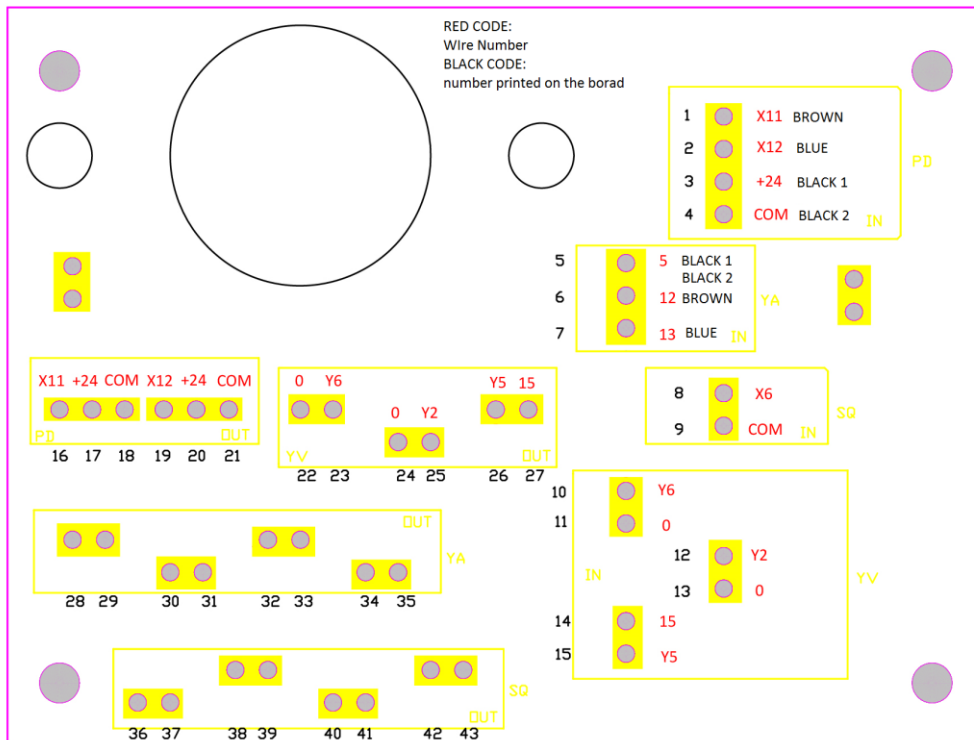 RED CODE:
WIre Number
BLACK CODE:
number printed on the borad
1 X11 BROWN
2 X12 BLUE
3 +24 BLACK 1
4 COM BLACK 2
PD
IN
5 5 BLACK 1
BLACK 2
6 12 BROWN
7 13 BLUE
YA
IN
X11 +24 COM X12 +24 COM
PD OUT
16 17 18 19 20 21
0 Y6 Y5 15
0 Y2
YV OUT
22 23 24 25 26 27
8 X6
9 COM IN
SQ
10 Y6
11 0
12 Y2
13 0
14 15
15 Y5
IN
YV
OUT
YA
28 29 30 31 32 33 34 35
SQ
OUT
36 37 38 39 40 41 42 43